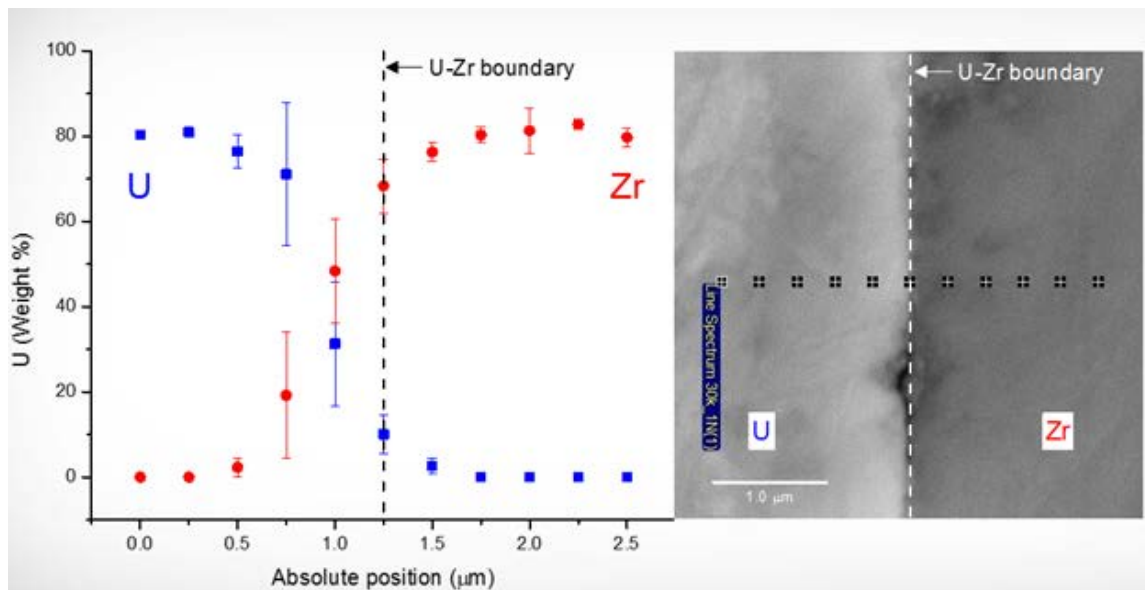 100
80
60
40
20
0
U (Weight %)
U-Zr boundary
U
Zr
0.0
0.5
1.0
1.5
2.0
2.5
Absolute position (μm)
U-Zr boundary
Line Spectrum 30k_1N(1)
U
Zr
1.0 μm